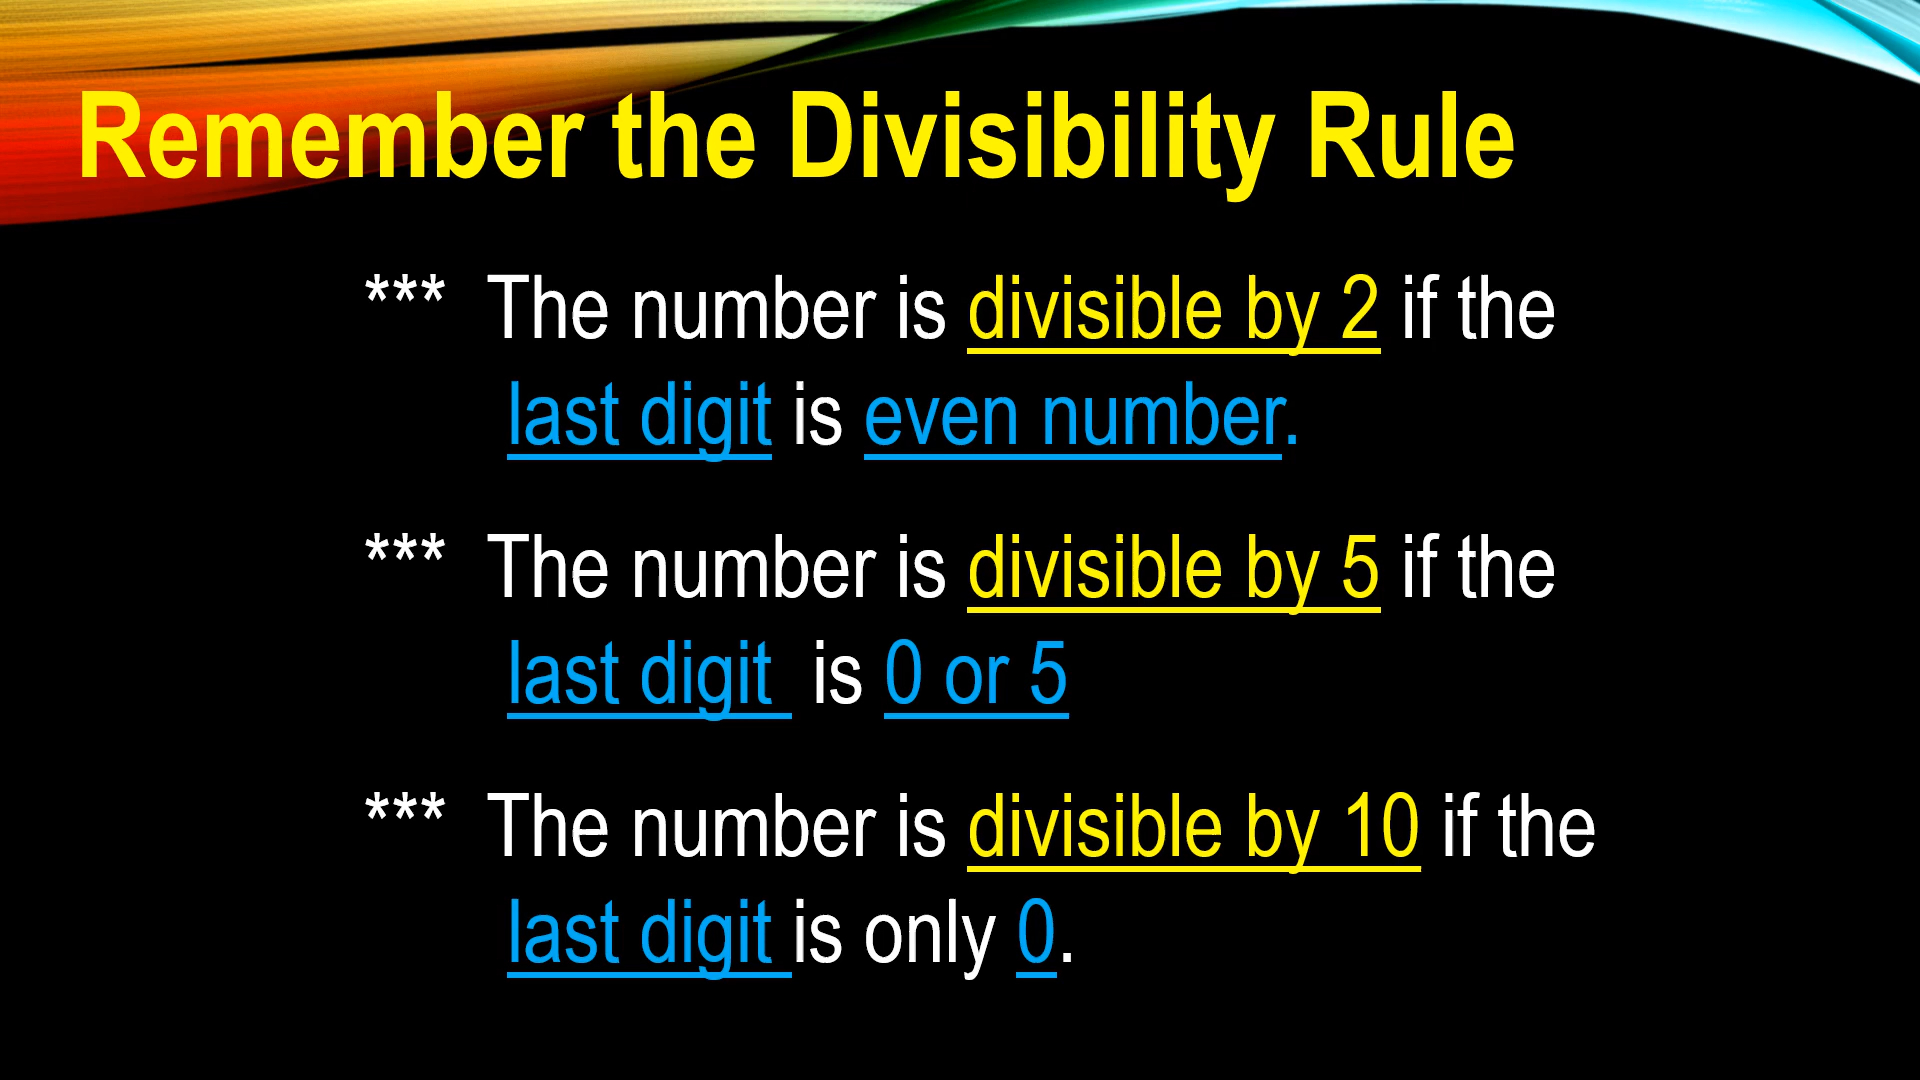 Remember the Divisibility Rule
*** The number is divisible by 2 if the
last digit is even number.
*** The number is divisible by 5 if the
last digit is 0 or 5
*** The number is divisible by 10 if the
last digit is only 0.